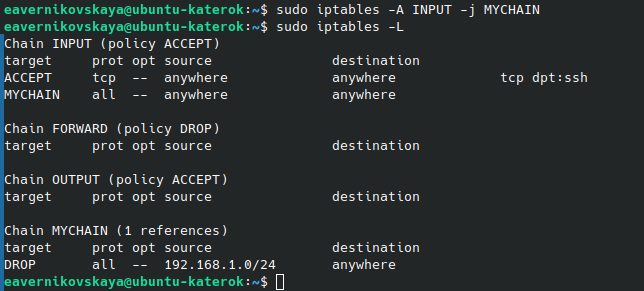 eavernikovskaya@ubuntu-katerok:~$ sudo iptables -A INPUT -j MYCHAIN
eavernikovskaya@ubuntu-katerok:~$ sudo iptables -L
Chain INPUT (policy ACCEPT)
target     prot opt source               destination
ACCEPT     tcp  --  anywhere             anywhere             tcp dpt:ssh
MYCHAIN    all  --  anywhere             anywhere

Chain FORWARD (policy DROP)
target     prot opt source               destination

Chain OUTPUT (policy ACCEPT)
target     prot opt source               destination

Chain MYCHAIN (1 references)
target     prot opt source               destination
DROP       all  --  192.168.1.0/24       anywhere
eavernikovskaya@ubuntu-katerok:~$